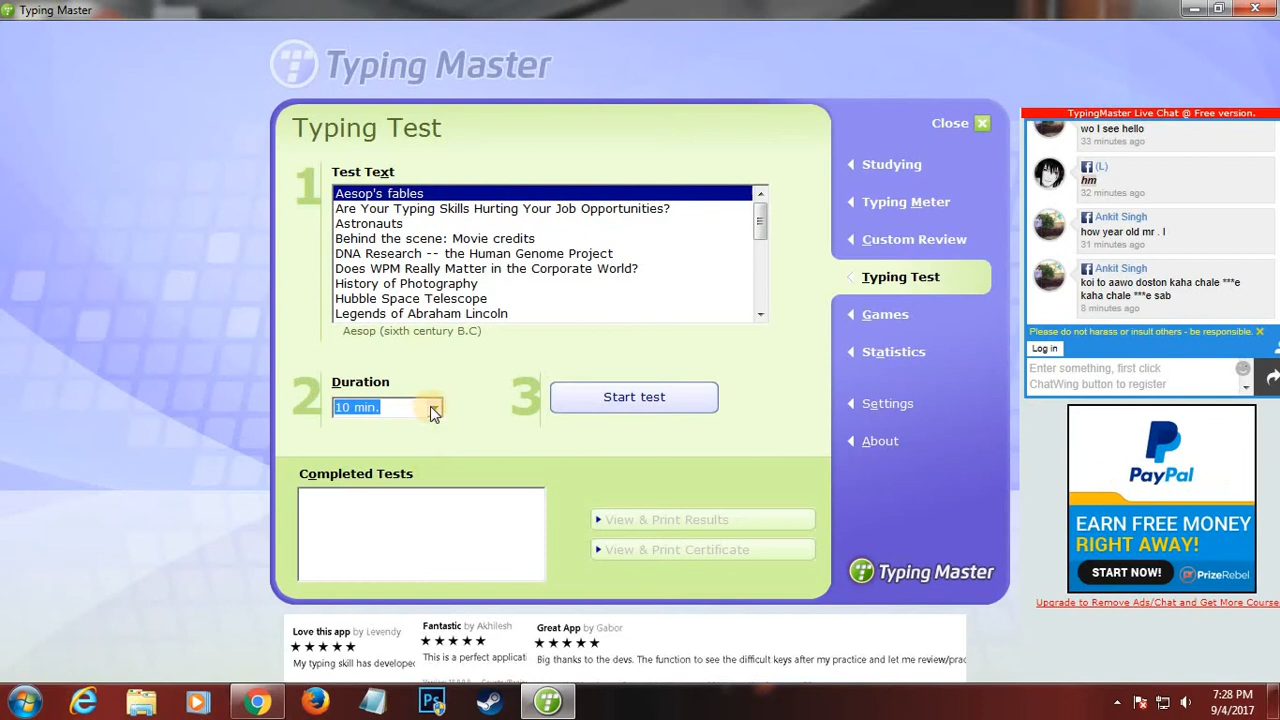 Typing Master
Typing Master
Typing Test
Close
1
Test Text
Aesop's fables
Are Your Typing Skills Hurting Your Job Opportunities?
Astronauts
Behind the scene: Movie credits
DNA Research -- the Human Genome Project
Does WPM Really Matter in the Corporate World?
History of Photography
Hubble Space Telescope
Legends of Abraham Lincoln
Aesop (sixth century B.C)
2
Duration
10 min.
3
Start test
Completed Tests
View & Print Results
View & Print Certificate
Studying
Typing Meter
Custom Review
Typing Test
Games
Statistics
Settings
About
Typing Master
TypingMaster Live Chat @ Free version.
wo I see hello
33 minutes ago
(L)
hm
32 minutes ago
Ankit Singh
how year old mr . I
31 minutes ago
Ankit Singh
koi to aawo doston kaha chale ***e
kaha chale ***e sab
8 minutes ago
Please do not harass or insult others - be responsible.
Log in
Enter something, first click
ChatWing button to register
PayPal
EARN FREE MONEY
RIGHT AWAY!
START NOW!
PrizeRebel
Upgrade to Remove Ads/Chat and Get More Course
Love this app by Levendy
My typing skill has developed
Fantastic by Akhilesh
This is a perfect applicati
Great App by Gabor
Big thanks to the devs. The function to see the difficult keys after my practice and let me review/prac
Ps
7:28 PM
9/4/2017